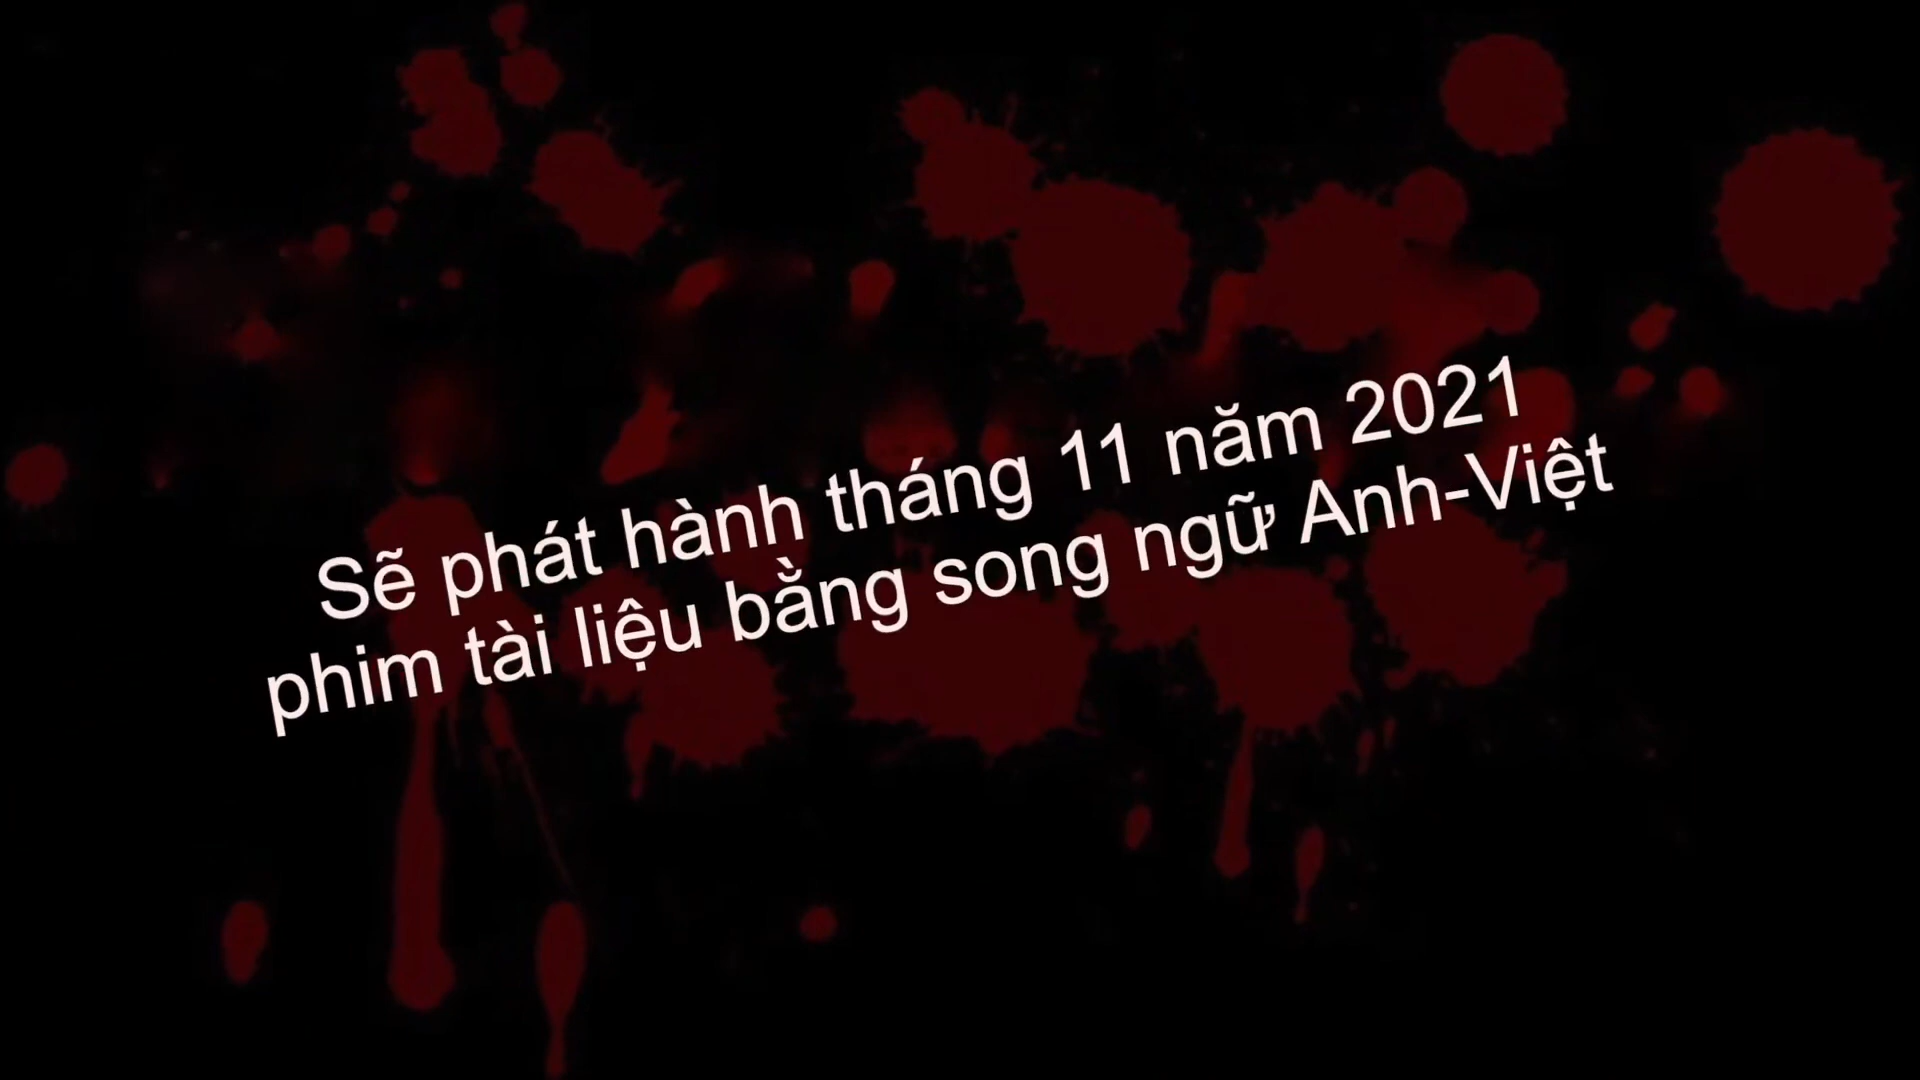 Sẽ phát hành tháng 11 năm 2021
phim tài liệu bằng song ngữ Anh-Việt